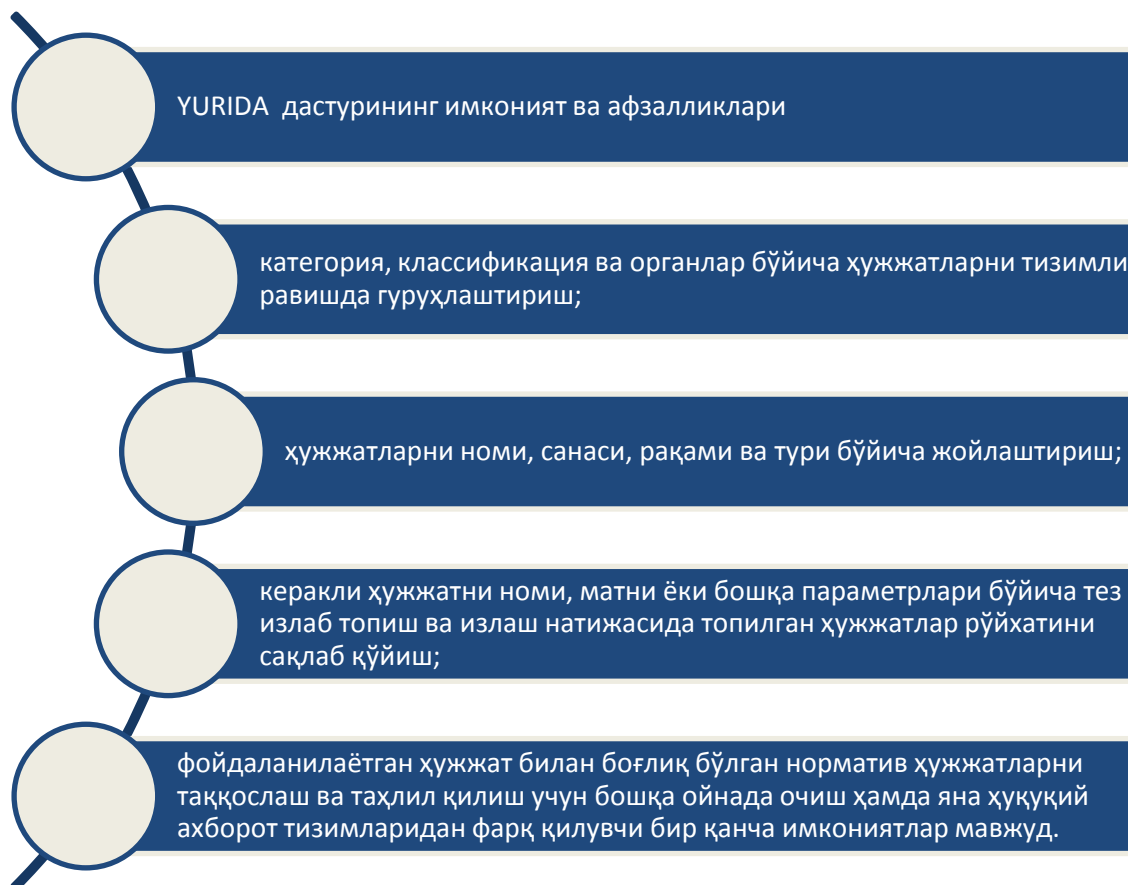 YURIDA дастурининг имконият ва афзалликлари
категория, классификация ва органлар бўйича ҳужжатларни тизимли
равишда гуруҳлаштириш;
ҳужжатларни номи, санаси, рақами ва тури бўйича жойлаштириш;
керакли ҳужжатни номи, матни ёки бошқа параметрлари бўйича тез
излаб топиш ва излаш натижасида топилган ҳужжатлар рўйхатини
сақлаб қўйиш;
фойдаланилаётган ҳужжат билан боғлиқ бўлган норматив ҳужжатларни
таққослаш ва таҳлил қилиш учун бошқа ойнада очиш ҳамда яна ҳуқуқий
ахборот тизимларидан фарқ қилувчи бир қанча имкониятлар мавжуд.